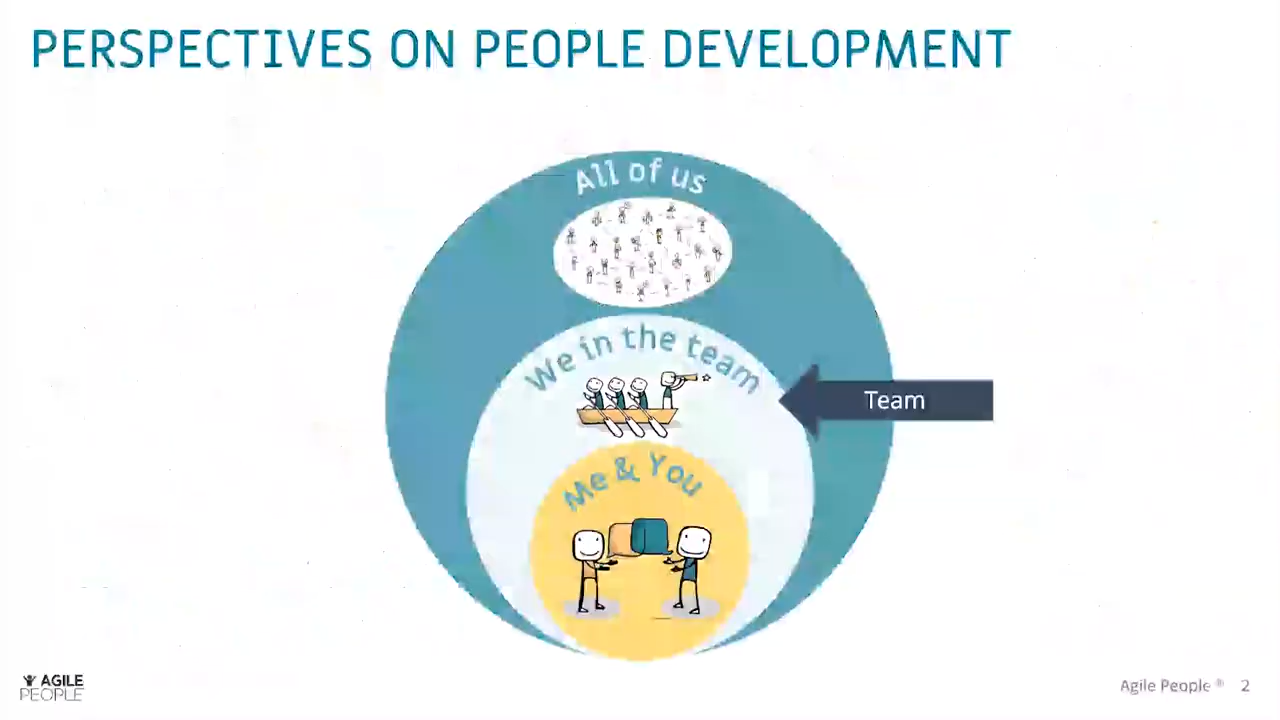 PERSPECTIVES ON PEOPLE DEVELOPMENT
All of us
We in the team
Team
Me & You
AGILE
PEOPLE
Agile People ® 2